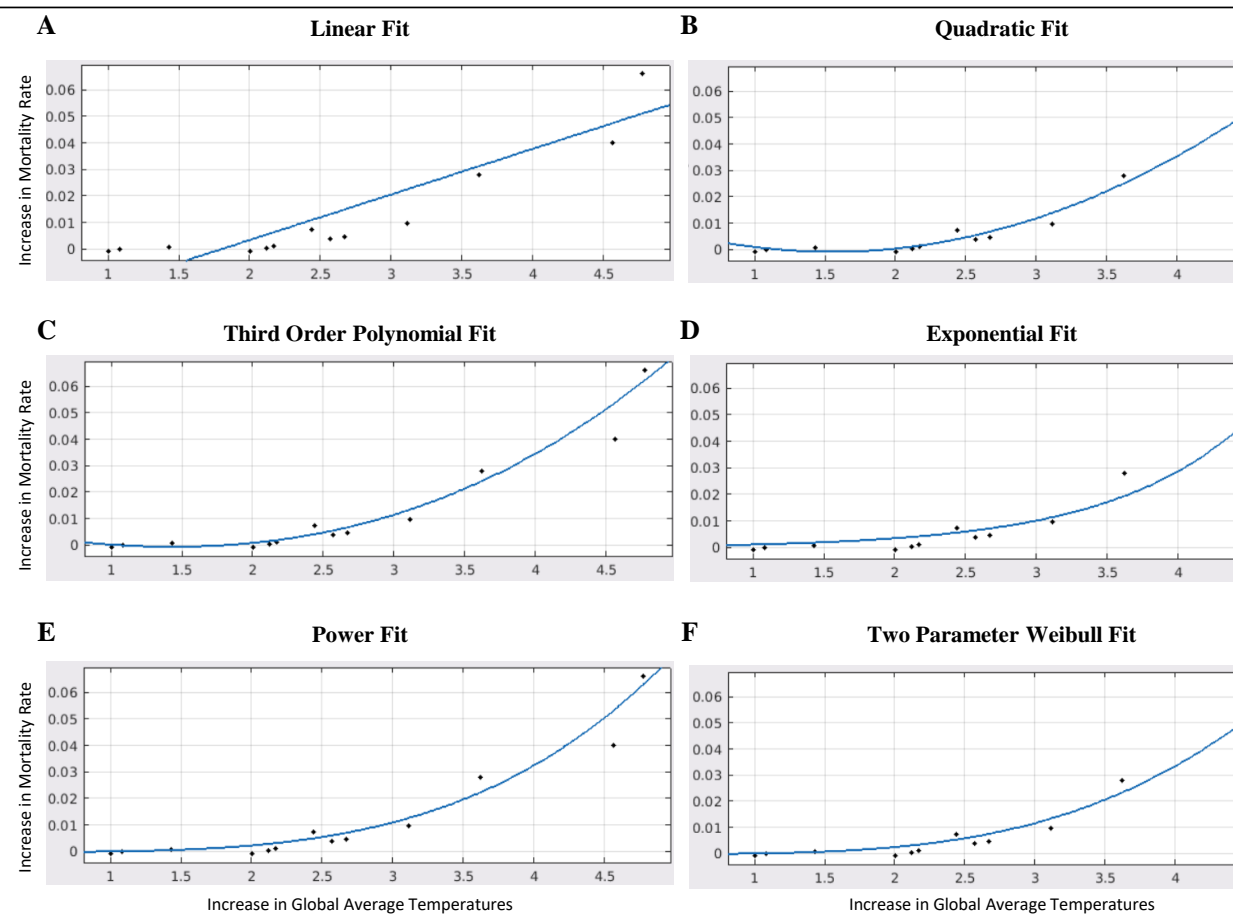 A Linear Fit
B Quadratic Fit
Increase in Mortality Rate
0.06
0.05
0.04
0.03
0.02
0.01
0
1 1.5 2 2.5 3 3.5 4 4.5
0.06
0.05
0.04
0.03
0.02
0.01
0
1 1.5 2 2.5 3 3.5 4
C Third Order Polynomial Fit
D Exponential Fit
Increase in Mortality Rate
0.06
0.05
0.04
0.03
0.02
0.01
0
1 1.5 2 2.5 3 3.5 4 4.5
0.06
0.05
0.04
0.03
0.02
0.01
0
1 1.5 2 2.5 3 3.5 4
E Power Fit
F Two Parameter Weibull Fit
Increase in Mortality Rate
0.06
0.05
0.04
0.03
0.02
0.01
0
1 1.5 2 2.5 3 3.5 4 4.5
Increase in Global Average Temperatures
0.06
0.05
0.04
0.03
0.02
0.01
0
1 1.5 2 2.5 3 3.5 4
Increase in Global Average Temperatures